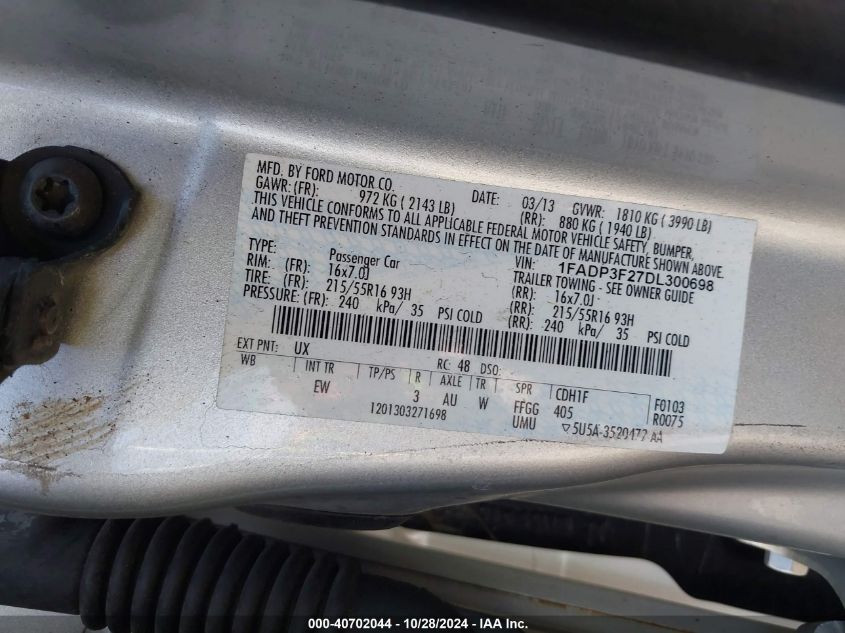 MFD. BY FORD MOTOR CO.
DATE: 03/13 GVWR: 1810 KG ( 3990 LB)
GAWR: (FR): 972 KG ( 2143 LB) (RR): 880 KG ( 1940 LB)
THIS VEHICLE CONFORMS TO ALL APPLICABLE FEDERAL MOTOR VEHICLE SAFETY, BUMPER,
AND THEFT PREVENTION STANDARDS IN EFFECT ON THE DATE OF MANUFACTURE SHOWN ABOVE.
VIN: 1FADP3F27DL300698
TYPE: Passenger Car TRAILER TOWING - SEE OWNER GUIDE
RIM: (FR): 16x7.0J (RR): 16x7.0J
TIRE: (FR): 215/55R16 93H (RR): 215/55R16 93H
PRESSURE: (FR): 240 kPa/ 35 PSI COLD (RR): 240 kPa/ 35 PSI COLD
EXT PNT: UX RC: 48 DSO:
WB INT TR TP/PS R AXLE TR SPR CDH1F F0103
EW 3 AU W FFGG 405 R0075
1201303271698 UMU ▽5U5A-3520472-AA
000-40702044 - 10/28/2024 - IAA Inc.